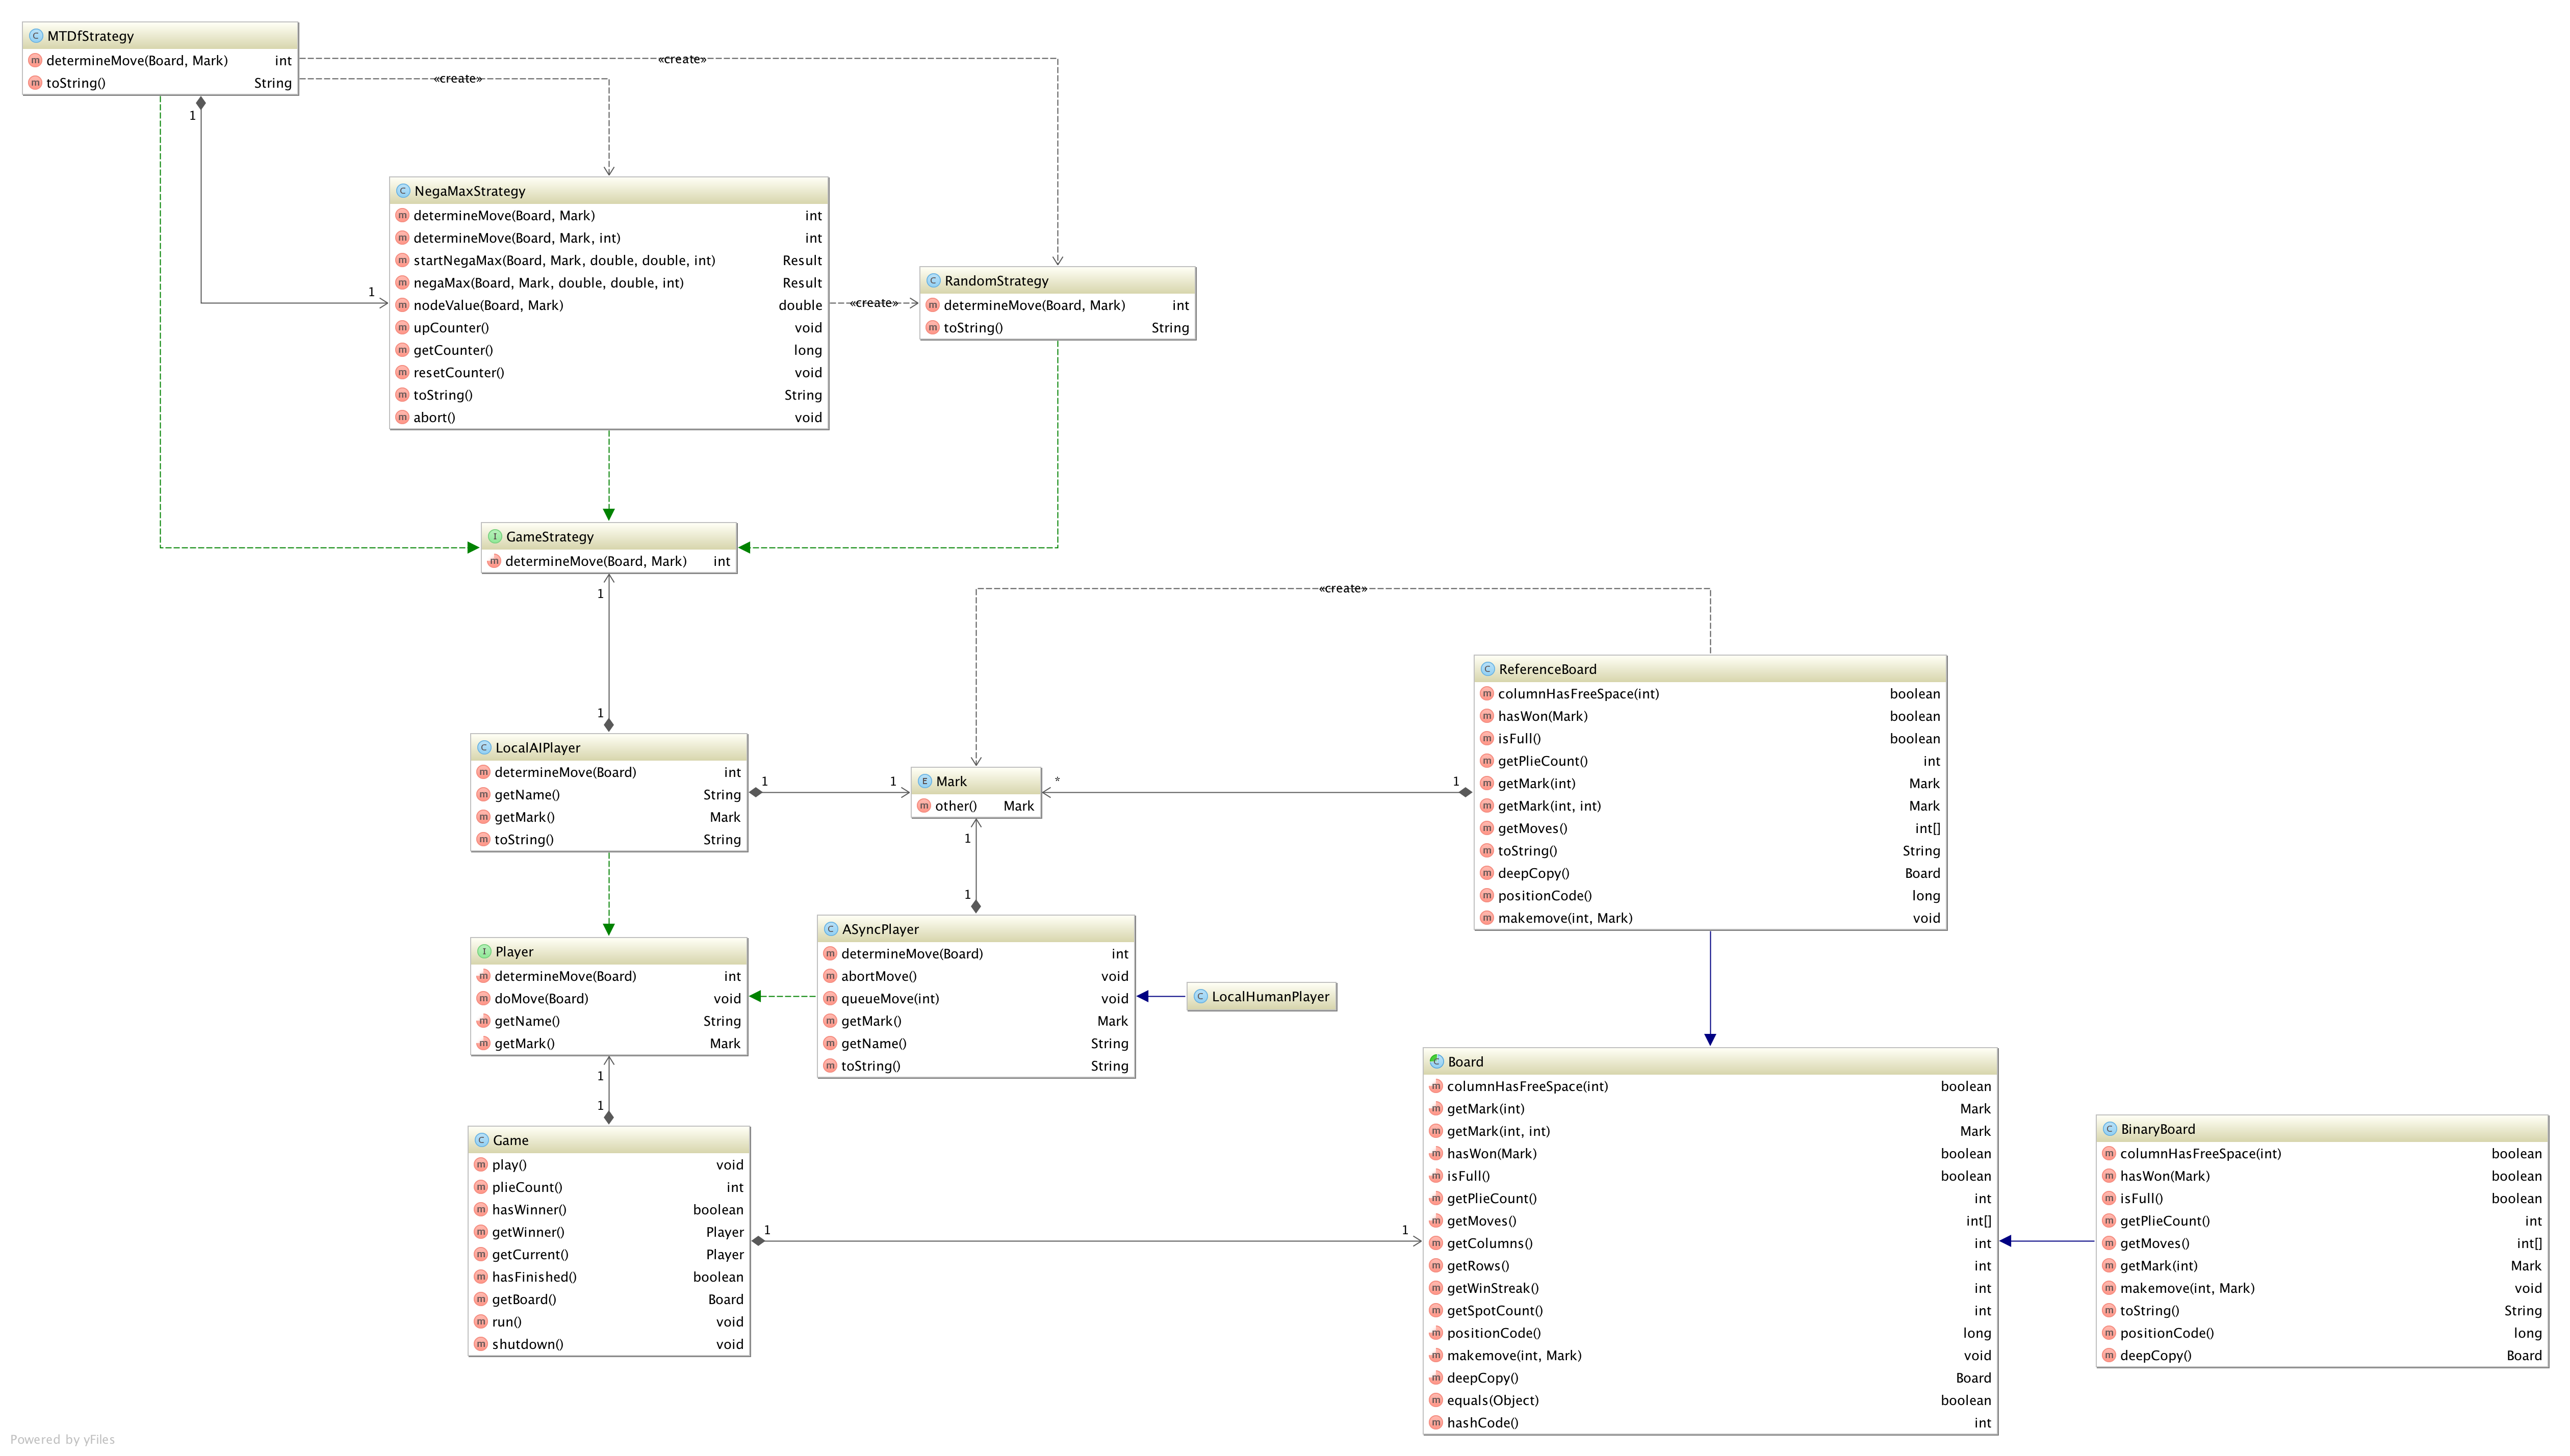 MTDfStrategy
determineMove(Board, Mark) int
toString() String
«create»
«create»
1
1
NegaMaxStrategy
determineMove(Board, Mark) int
determineMove(Board, Mark, int) int
startNegaMax(Board, Mark, double, double, int) Result
negaMax(Board, Mark, double, double, int) Result
nodeValue(Board, Mark) double
upCounter() void
getCounter() long
resetCounter() void
toString() String
abort() void
«create»
RandomStrategy
determineMove(Board, Mark) int
toString() String
GameStrategy
determineMove(Board, Mark) int
1
1
«create»
LocalAIPlayer
determineMove(Board) int
getName() String
getMark() Mark
toString() String
1 1
Mark
other() Mark
* 1
1
1
ReferenceBoard
columnHasFreeSpace(int) boolean
hasWon(Mark) boolean
isFull() boolean
getPlieCount() int
getMark(int) Mark
getMark(int, int) Mark
getMoves() int[]
toString() String
deepCopy() Board
positionCode() long
makemove(int, Mark) void
Player
determineMove(Board) int
doMove(Board) void
getName() String
getMark() Mark
ASyncPlayer
determineMove(Board) int
abortMove() void
queueMove(int) void
getMark() Mark
getName() String
toString() String
LocalHumanPlayer
1
1
Game
play() void
plieCount() int
hasWinner() boolean
getWinner() Player
getCurrent() Player
hasFinished() boolean
getBoard() Board
run() void
shutdown() void
1 1
Board
columnHasFreeSpace(int) boolean
getMark(int) Mark
getMark(int, int) Mark
hasWon(Mark) boolean
isFull() boolean
getPlieCount() int
getMoves() int[]
getColumns() int
getRows() int
getWinStreak() int
getSpotCount() int
positionCode() long
makemove(int, Mark) void
deepCopy() Board
equals(Object) boolean
hashCode() int
BinaryBoard
columnHasFreeSpace(int) boolean
hasWon(Mark) boolean
isFull() boolean
getPlieCount() int
getMoves() int[]
getMark(int) Mark
makemove(int, Mark) void
toString() String
positionCode() long
deepCopy() Board
Powered by yFiles